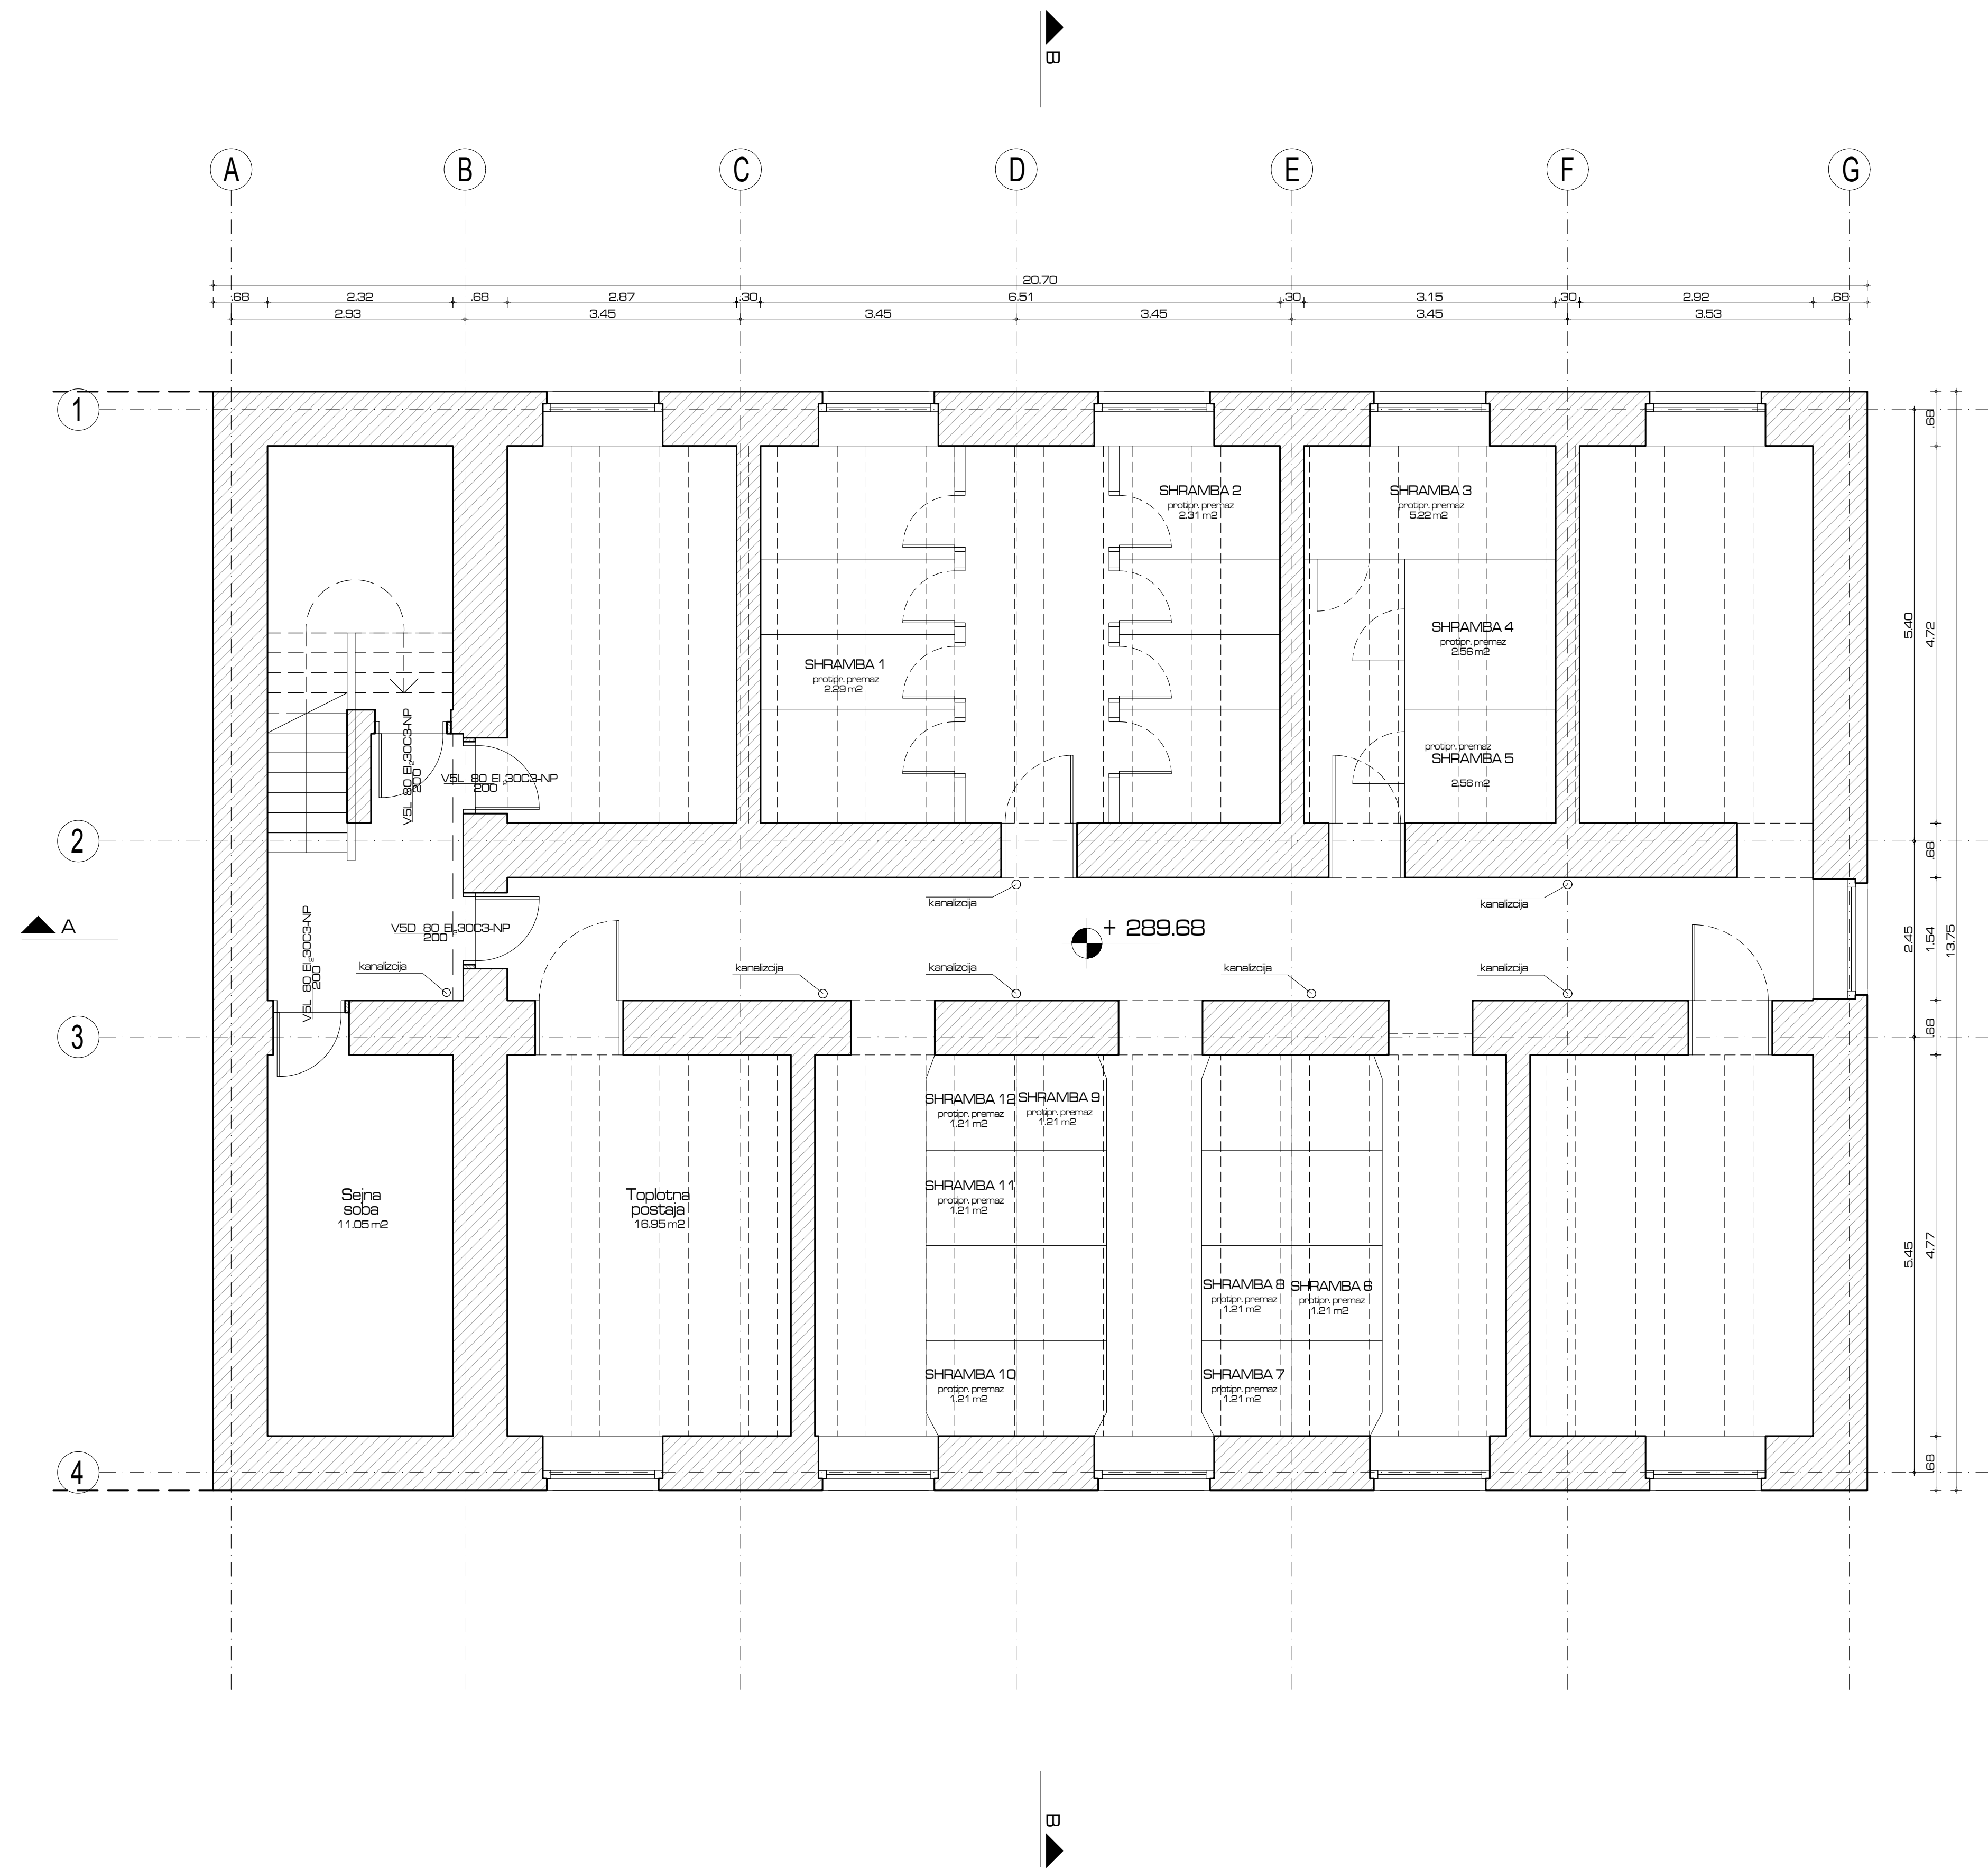 B
A B C D E F G
20.70
.68 2.32 .68 2.87 .30 6.51 .30 3.15 .30 2.92 .68
2.93 3.45 3.45 3.45 3.45 3.53
1
.68
SHRAMBA 2
protipr. premaz
2.31 m2
SHRAMBA 3
protipr. premaz
5.22 m2
SHRAMBA 4
protipr. premaz
2.56 m2
5.40
4.72
SHRAMBA 1
protipr. premaz
2.29 m2
protipr. premaz
SHRAMBA 5
2.56 m2
V5L 80 EI₂30C3-NP
200
V5L 80 EI₂30C3-NP
200
2
.68
kanalizcija
kanalizcija
A
V5D 80 EI₂30C3-NP
200
+ 289.68
2.45
1.54
13.75
V5L 80 EI₂30C3-NP
200
kanalizcija
kanalizcija
kanalizcija
kanalizcija
kanalizcija
3
.68
SHRAMBA 12
protipr. premaz
1.21 m2
SHRAMBA 9
protipr. premaz
1.21 m2
SHRAMBA 11
protipr. premaz
1.21 m2
Sejna
soba
11.05 m2
Toplotna
postaja
16.95 m2
5.45
4.77
SHRAMBA 8
protipr. premaz
1.21 m2
SHRAMBA 6
protipr. premaz
1.21 m2
SHRAMBA 10
protipr. premaz
1.21 m2
SHRAMBA 7
protipr. premaz
1.21 m2
4
.68
B